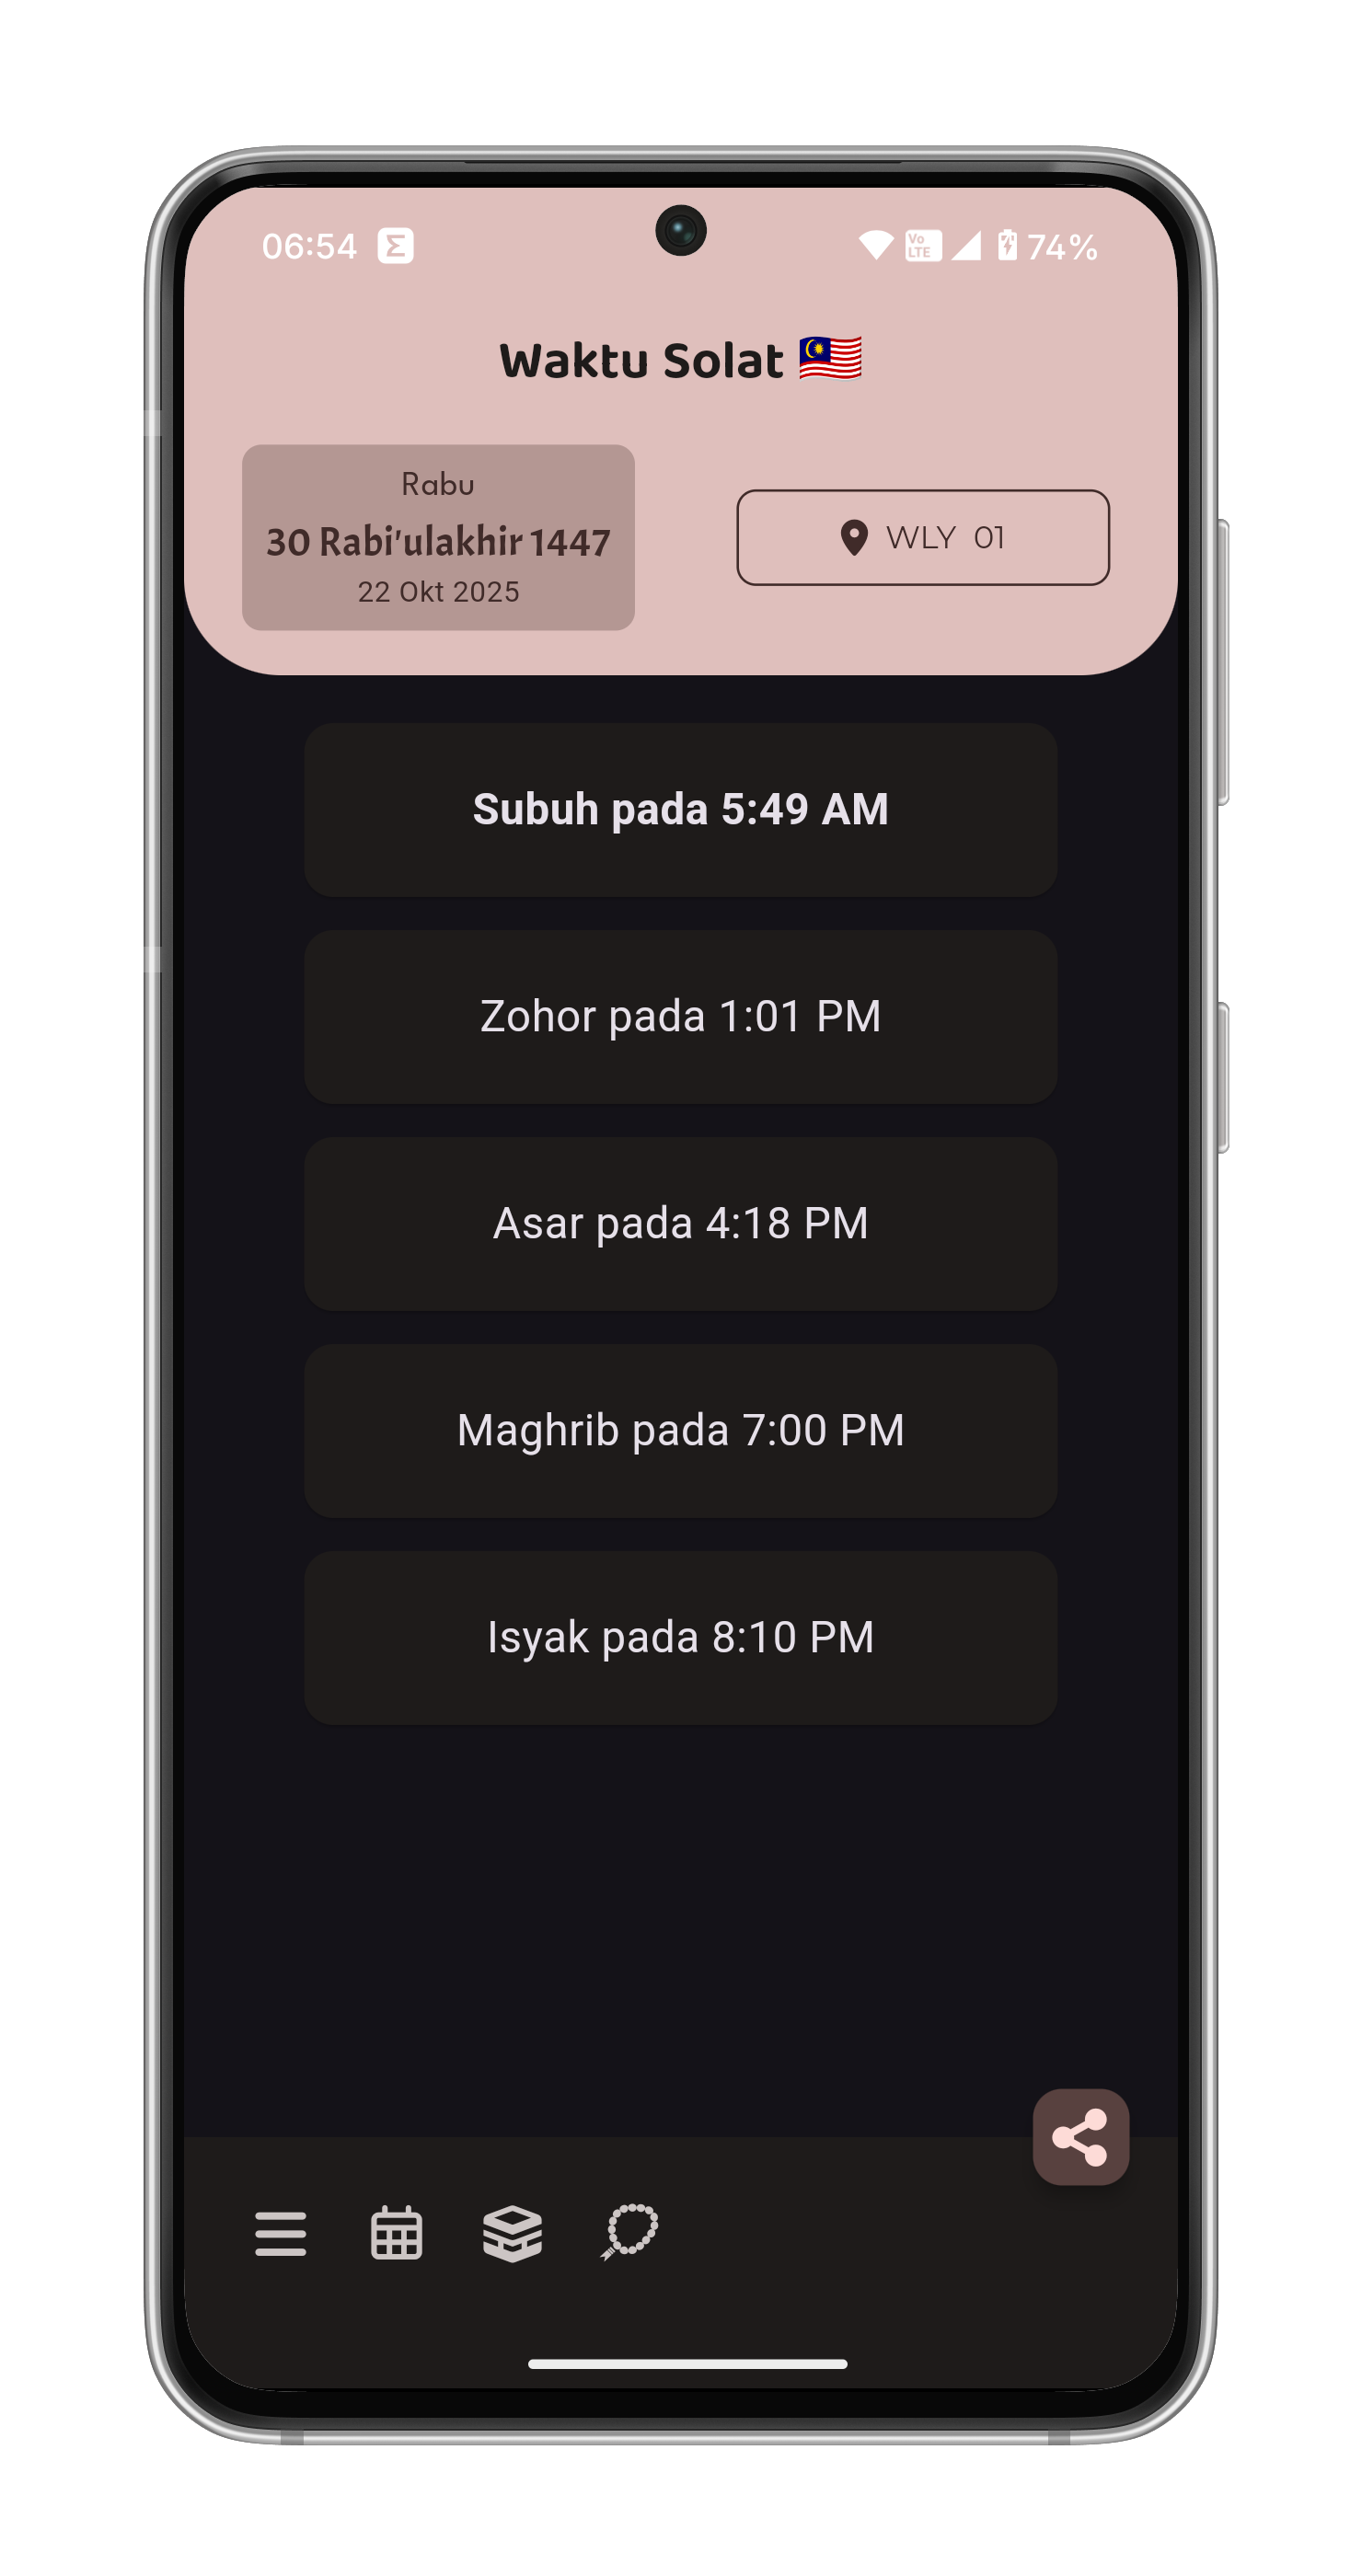 06:54
Vo LTE
74%
Waktu Solat 🇲🇾
Rabu
30 Rabi'ulakhir 1447
22 Okt 2025
WLY 01
Subuh pada 5:49 AM
Zohor pada 1:01 PM
Asar pada 4:18 PM
Maghrib pada 7:00 PM
Isyak pada 8:10 PM